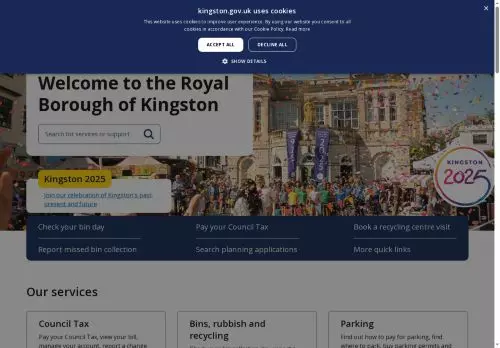 kingston.gov.uk uses cookies
This website uses cookies to improve user experience. By using our website you consent to all
cookies in accordance with our Cookie Policy. Read more
ACCEPT ALL
DECLINE ALL
SHOW DETAILS
Welcome to the Royal
Borough of Kingston
Search for services or support
Kingston 2025
Join our celebration of Kingston's past,
present and future
KINGSTON
2025
Check your bin day
Pay your Council Tax
Book a recycling centre visit
Report missed bin collection
Search planning applications
More quick links
Our services
Council Tax
Bins, rubbish and
recycling
Parking
Pay your Council Tax, view your bill,
manage your account, report a change
Find out how to pay for parking, find
where to park, buy parking permits and